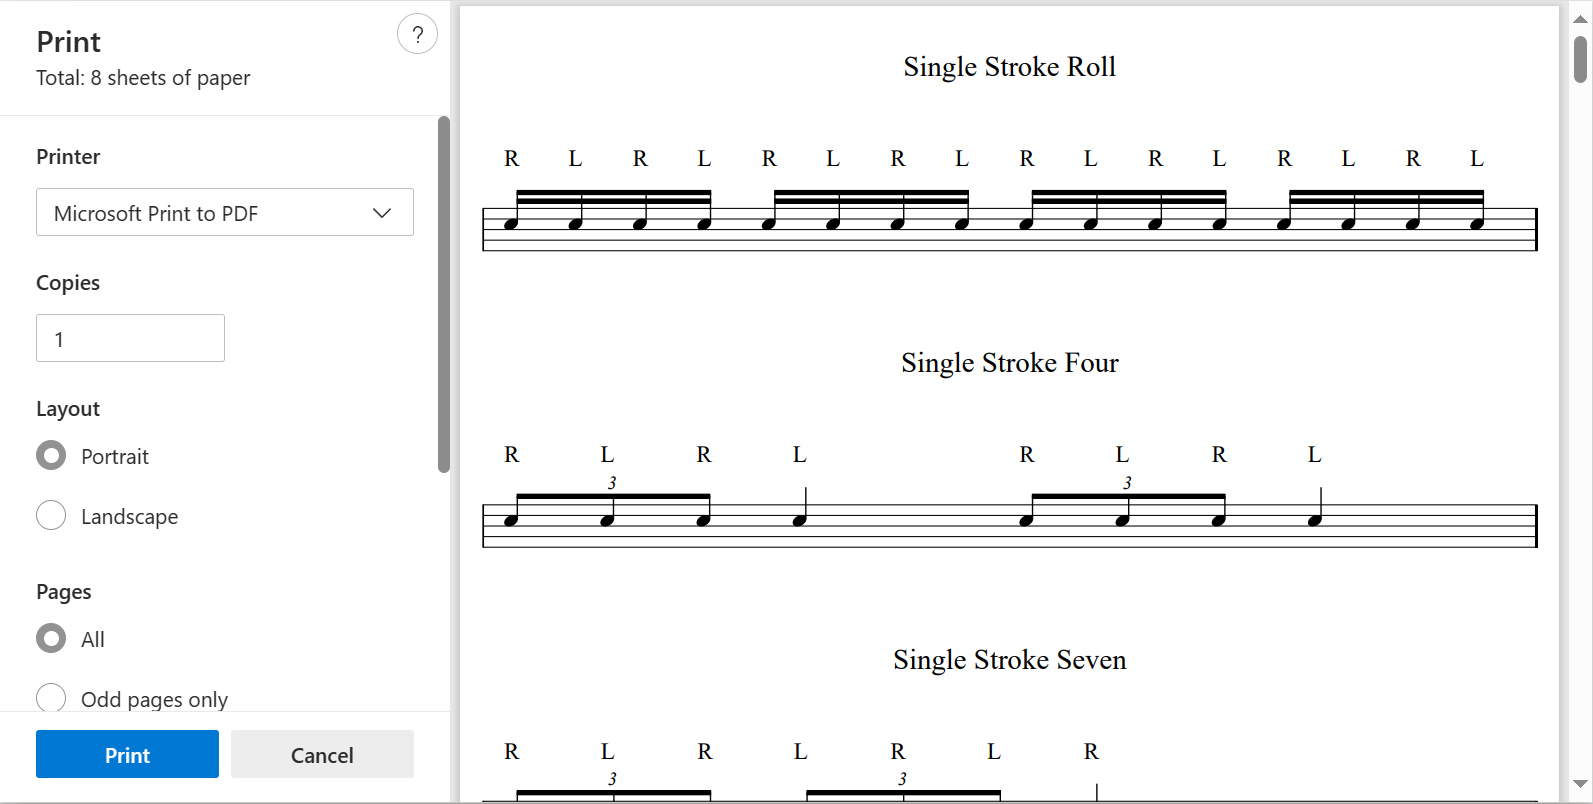 Print
?
Total: 8 sheets of paper
Printer
Microsoft Print to PDF
Copies
1
Layout
Portrait
Landscape
Pages
All
Odd pages only
Print Cancel
Single Stroke Roll
R L R L R L R L R L R L R L R L
Single Stroke Four
R L R L R L R L
3 3
Single Stroke Seven
R L R L R L R
3 3